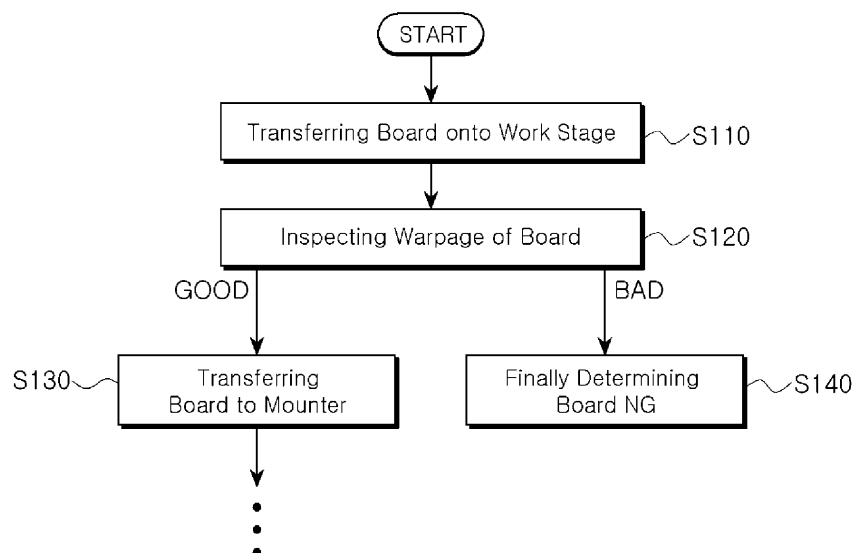 START
Transferring Board onto Work Stage
S110
Inspecting Warpage of Board
S120
GOOD
BAD
S130
Transferring
Board to Mounter
Finally Determining
Board NG
S140